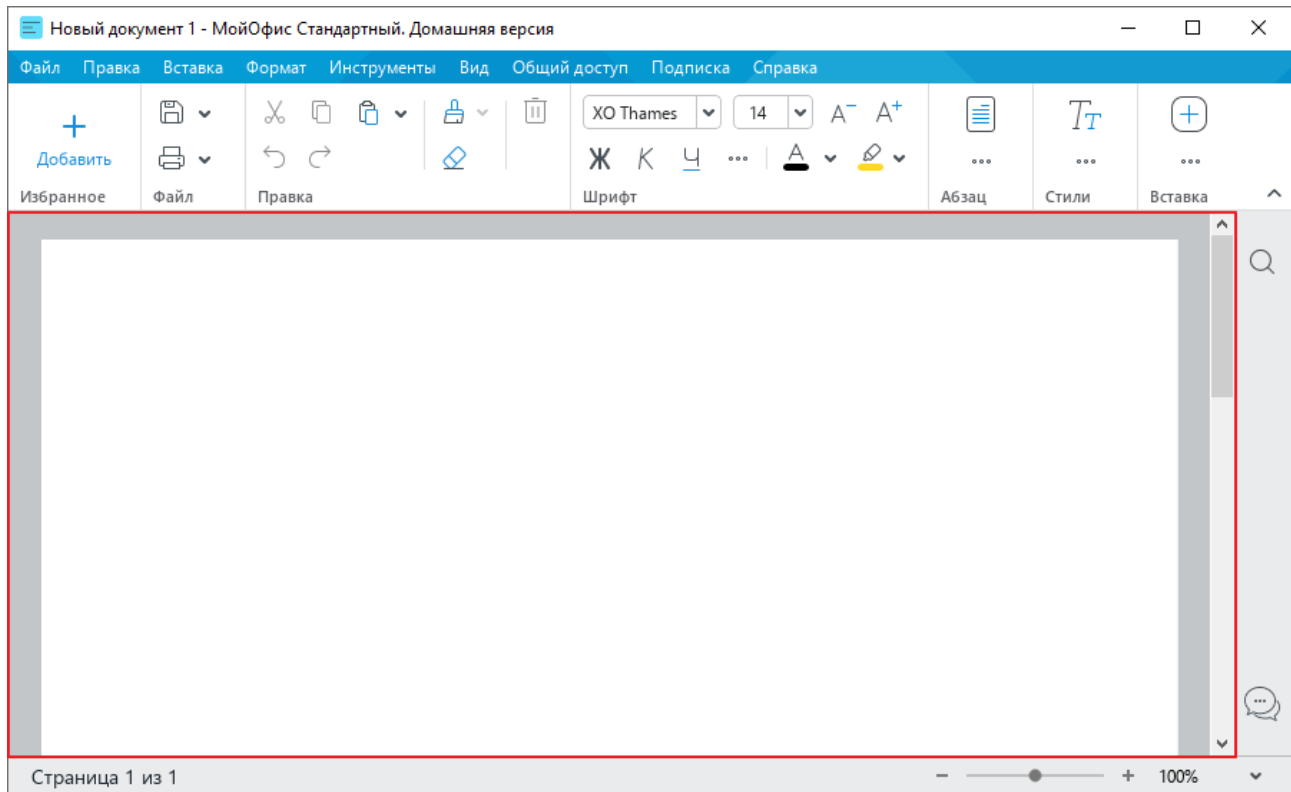 Новый документ 1 - МойОфис Стандартный. Домашняя версия
Файл Правка Вставка Формат Инструменты Вид Общий доступ Подписка Справка
XO Thames 14 A⁻ A⁺
Добавить Ж К Ч А
Избранное Файл Правка Шрифт Абзац Стили Вставка
Страница 1 из 1 100%